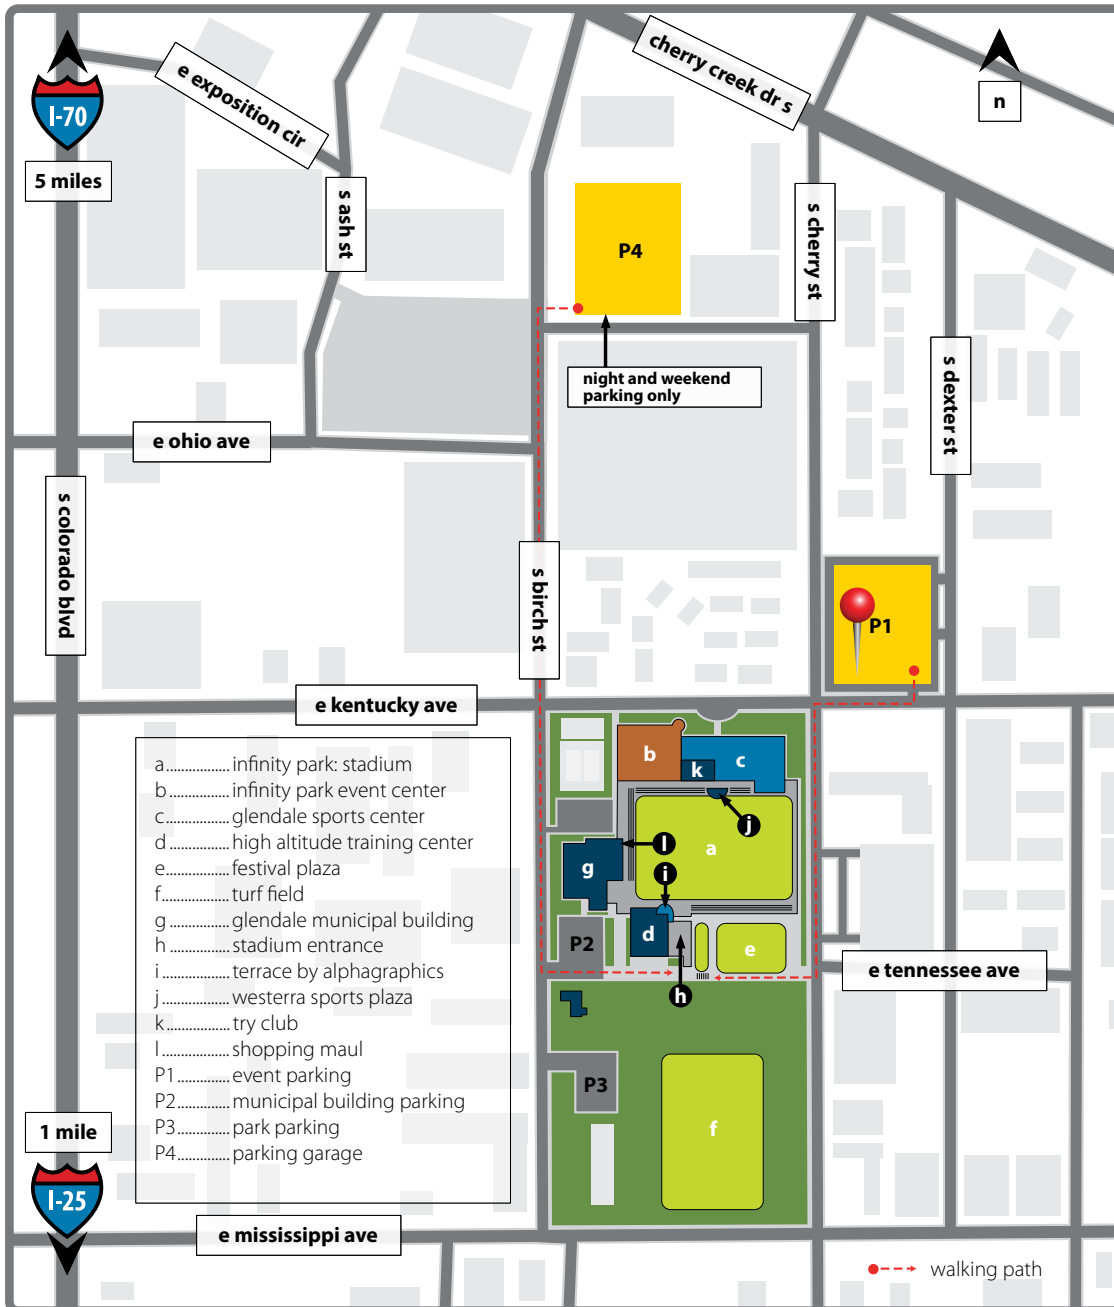 cherry creek dr s
n
e exposition cir
I-70
5 miles
s ash st
s cherry st
P4
night and weekend
parking only
s dexter st
e ohio ave
s colorado blvd
s birch st
P1
e kentucky ave
a................infinity park: stadium
b................infinity park event center
c................glendale sports center
d................high altitude training center
e................festival plaza
f................turf field
g................glendale municipal building
h................stadium entrance
i................terrace by alphagraphics
j................westerra sports plaza
k................try club
l................shopping maul
P1.............event parking
P2.............municipal building parking
P3.............park parking
P4.............parking garage
b
k
c
j
a
l
i
g
d
e
P2
h
e tennessee ave
P3
f
1 mile
I-25
e mississippi ave
walking path